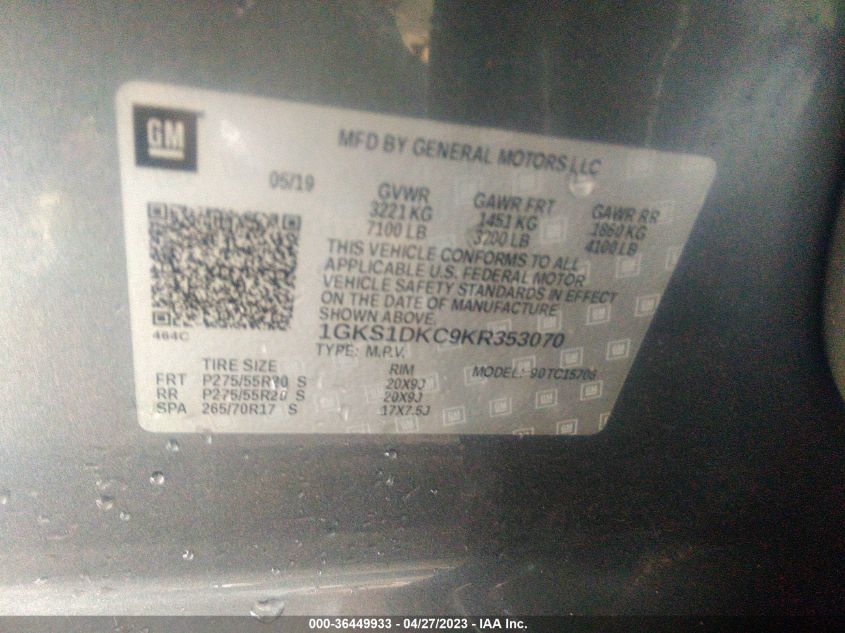 GM
MFD BY GENERAL MOTORS LLC
05/19
GVWR GAWR FRT GAWR RR
3221 KG 1451 KG 1860 KG
7100 LB 3200 LB 4100 LB
THIS VEHICLE CONFORMS TO ALL
APPLICABLE U.S. FEDERAL MOTOR
VEHICLE SAFETY STANDARDS IN EFFECT
ON THE DATE OF MANUFACTURE
SHOWN ABOVE.
464C
1GKS1DKC9KR353070
TYPE: M.P.V.
TIRE SIZE RIM MODEL:
FRT P275/55R20 S 20X9J
RR P275/55R20 S 20X9J
SPA 265/70R17 S 17X7.5J
000-36449933 - 04/27/2023 - IAA Inc.